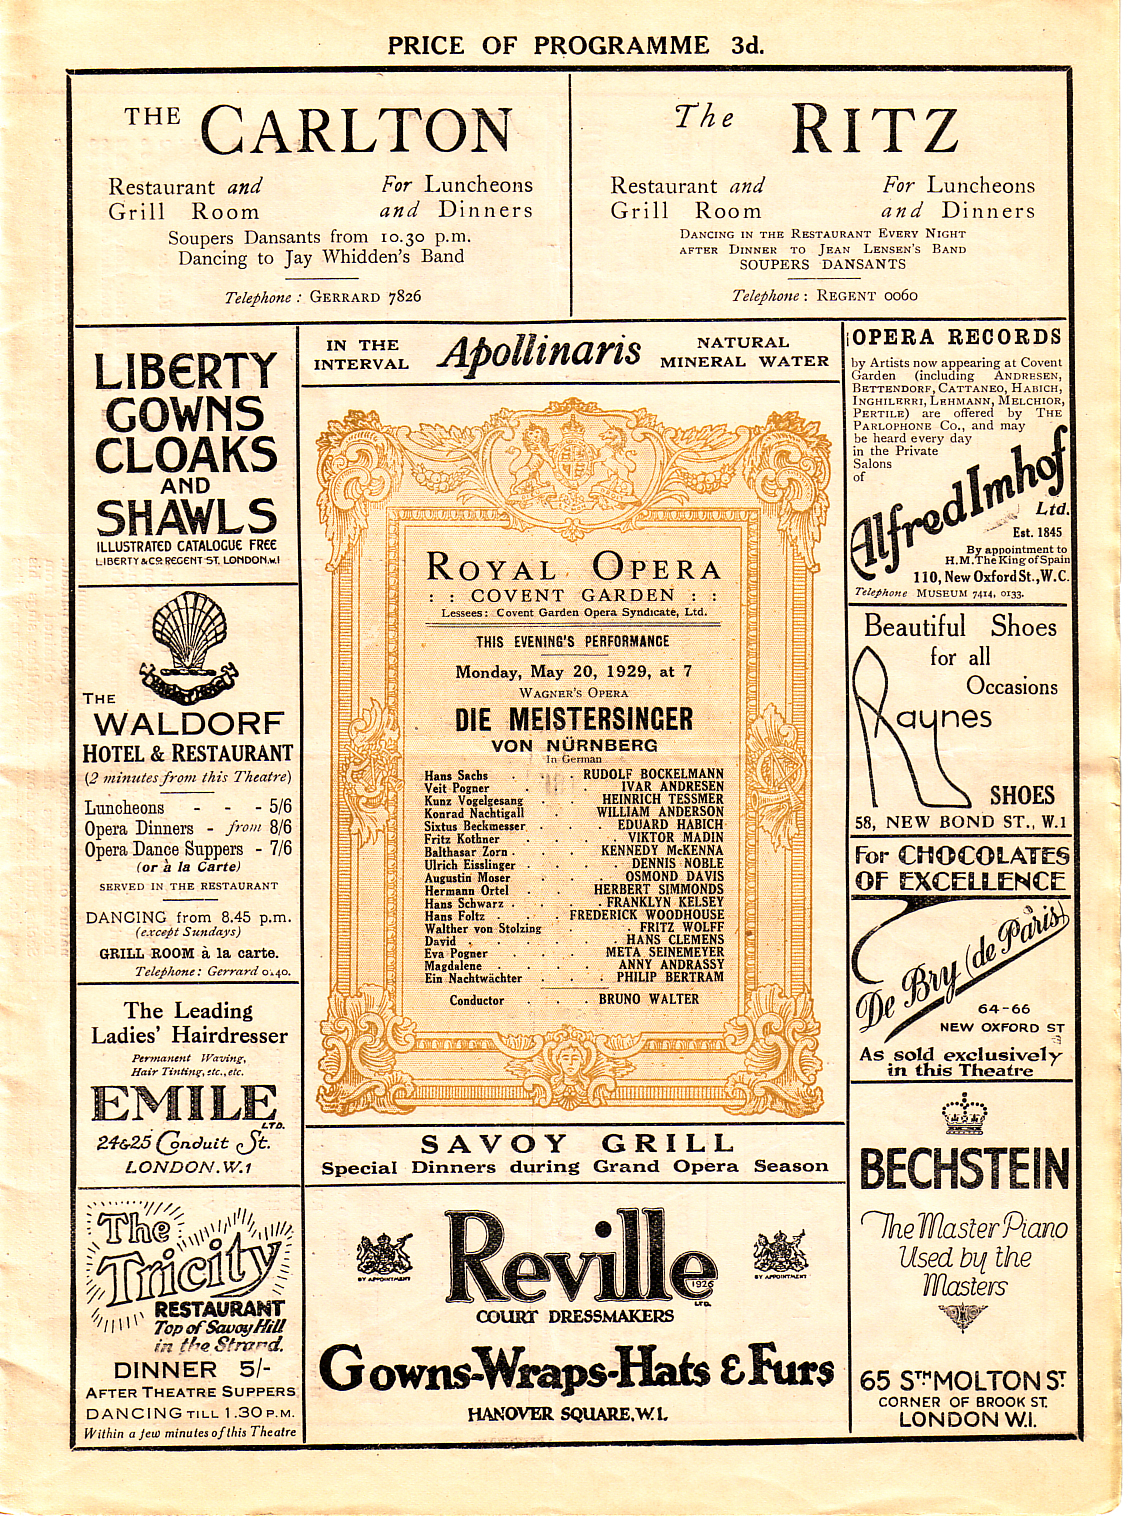 PRICE OF PROGRAMME 3d.
THE CARLTON
Restaurant and For Luncheons
Grill Room and Dinners
Soupers Dansants from 10.30 p.m.
Dancing to Jay Whidden's Band
Telephone : GERRARD 7826
The RITZ
Restaurant and For Luncheons
Grill Room and Dinners
DANCING IN THE RESTAURANT EVERY NIGHT
AFTER DINNER TO JEAN LENSEN'S BAND
SOUPERS DANSANTS
Telephone : REGENT 0060
LIBERTY
GOWNS
CLOAKS
AND
SHAWLS
ILLUSTRATED CATALOGUE FREE
LIBERTY & CO. REGENT ST. LONDON.W.1
THE
WALDORF
HOTEL & RESTAURANT
(2 minutes from this Theatre)
Luncheons - - - 5/6
Opera Dinners - from 8/6
Opera Dance Suppers - 7/6
(or à la Carte)
SERVED IN THE RESTAURANT
DANCING from 8.45 p.m.
(except Sundays)
GRILL ROOM à la carte.
Telephone: Gerrard
The Leading
Ladies' Hairdresser
Permanent Waving,
Hair Tinting, etc., etc.
EMILE
LTD.
24&25 Conduit St.
LONDON.W.1
The
Tricity
RESTAURANT
Top of Savoy Hill
in the Strand.
DINNER 5/-
AFTER THEATRE SUPPERS
DANCING TILL 1.30 P.M.
Within a few minutes of this Theatre
IN THE
INTERVAL
Apollinaris
NATURAL
MINERAL WATER
ROYAL OPERA
: : COVENT GARDEN : :
Lessees: Covent Garden Opera Syndicate, Ltd.
THIS EVENING'S PERFORMANCE
Monday, May 20, 1929, at 7
WAGNER'S OPERA
DIE MEISTERSINGER
VON NÜRNBERG
In German
Hans Sachs . . . RUDOLF BOCKELMANN
Veit Pogner . . . IVAR ANDRESEN
Kunz Vogelgesang . . HEINRICH TESSMER
Konrad Nachtigall . . WILLIAM ANDERSON
Sixtus Beckmesser . . . EDUARD HABICH
Fritz Kothner . . . VIKTOR MADIN
Balthasar Zorn . . . KENNEDY McKENNA
Ulrich Eisslinger . . . DENNIS NOBLE
Augustin Moser . . . OSMOND DAVIS
Hermann Ortel . . HERBERT SIMMONDS
Hans Schwarz . . . FRANKLYN KELSEY
Hans Foltz . . . FREDERICK WOODHOUSE
Walther von Stolzing . . FRITZ WOLFF
David . . . . HANS CLEMENS
Eva Pogner . . . META SEINEMEYER
Magdalene . . . ANNY ANDRASSY
Ein Nachtwächter . . . PHILIP BERTRAM
Conductor . . . BRUNO WALTER
SAVOY GRILL
Special Dinners during Grand Opera Season
BY APPOINTMENT
Reville
1926
LTD.
BY APPOINTMENT
COURT DRESSMAKERS
Gowns-Wraps-Hats & Furs
HANOVER SQUARE, W.1.
OPERA RECORDS
by Artists now appearing at Covent
Garden (including ANDRESEN,
BETTENDORF, CATTANEO, HABICH,
INGHILERRI, LEHMANN, MELCHIOR,
PERTILE) are offered by THE
PARLOPHONE CO., and may
be heard every day
in the Private
Salons
of
Alfred Imhof
Ltd.
Est. 1845
By appointment to
H.M. The King of Spain
110, New Oxford St., W.C.
Telephone MUSEUM 7414, 0133.
Beautiful Shoes
for all
Occasions
Raynes
SHOES
58, NEW BOND ST., W.1
For CHOCOLATES
OF EXCELLENCE
De Bry (de Paris)
64-66
NEW OXFORD ST
As sold exclusively
in this Theatre
BECHSTEIN
The Master Piano
Used by the
Masters
65 STH MOLTON ST.
CORNER OF BROOK ST.
LONDON W.1.